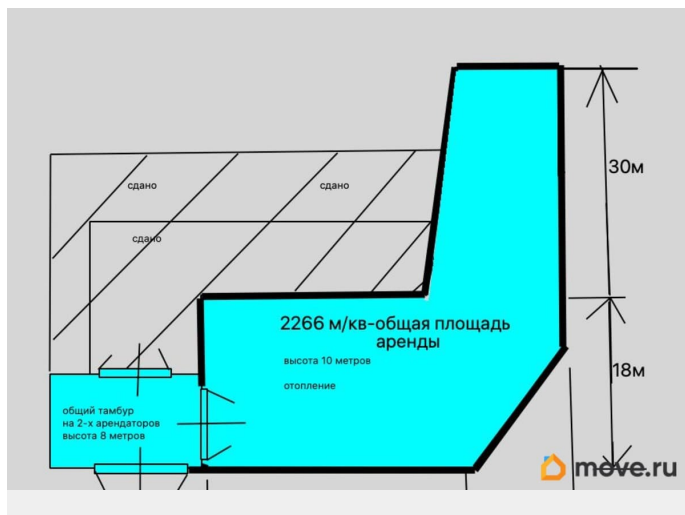 30м
сдано
сдано
сдано
2266 м/кв-общая площадь
аренды
высота 10 метров
отопление
18м
общий тамбур
на 2-х арендаторов
высота 8 метров
move.ru